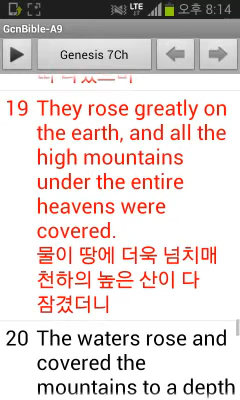 LTE 오후 8:14
GcnBible-A9
Genesis 7Ch
19 They rose greatly on
the earth, and all the
high mountains
under the entire
heavens were
covered.
물이 땅에 더욱 넘치매
천하의 높은 산이 다
잠겼더니
20 The waters rose and
covered the
mountains to a depth